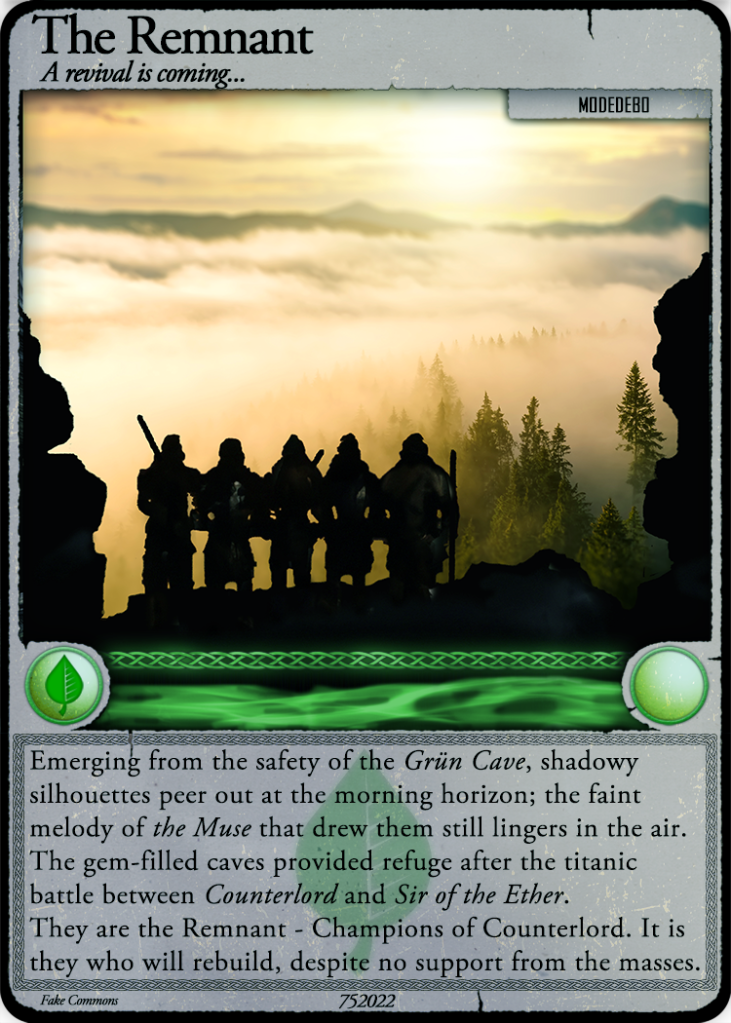 The Remnant
A revival is coming...
MODEDEBO
Emerging from the safety of the Grün Cave, shadowy
silhouettes peer out at the morning horizon; the faint
melody of the Muse that drew them still lingers in the air.
The gem-filled caves provided refuge after the titanic
battle between Counterlord and Sir of the Ether.
They are the Remnant - Champions of Counterlord. It is
they who will rebuild, despite no support from the masses.
Fake Commons
752022